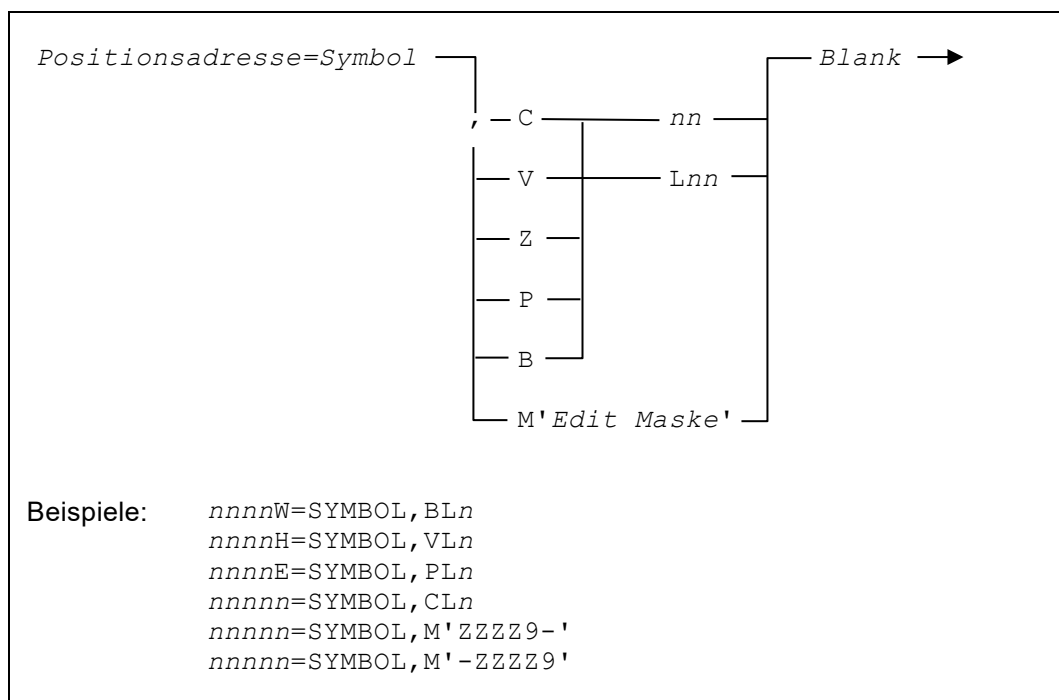 Positionsadresse=Symbol Blank
, C nn
V Lnn
Z
P
B
M'Edit Maske'
Beispiele: nnnnW=SYMBOL,BLn
nnnnH=SYMBOL,VLn
nnnnE=SYMBOL,PLn
nnnnn=SYMBOL,CLn
nnnnn=SYMBOL,M'ZZZZ9-'
nnnnn=SYMBOL,M'-ZZZZ9'